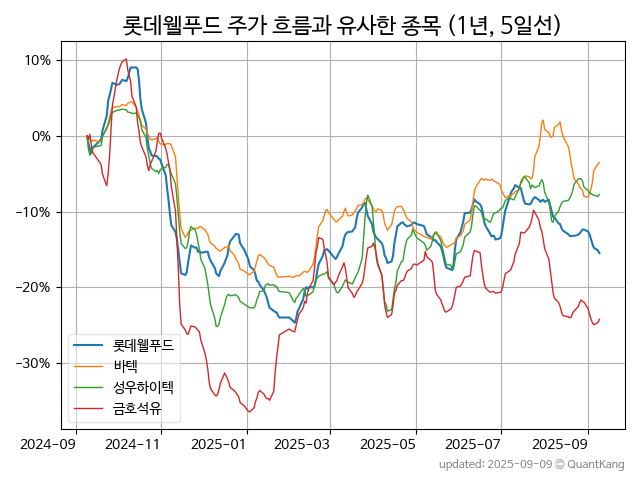 롯데웰푸드 주가 흐름과 유사한 종목 (1년, 5일선)
10%
0%
−10%
−20%
−30%
롯데웰푸드
바텍
성우하이텍
금호석유
2024-09
2024-11
2025-01
2025-03
2025-05
2025-07
2025-09
updated: 2025-09-09 © QuantKang